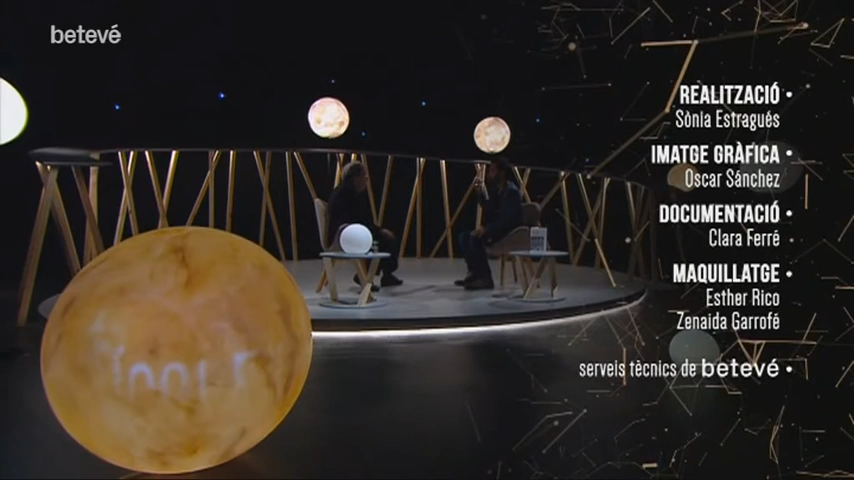 betevé
REALITZACIÓ
Sònia Estragués
IMATGE GRÀFICA
Oscar Sánchez
DOCUMENTACIÓ
Clara Ferré
MAQUILLATGE
Esther Rico
Zenaida Garrofé
serveis tècnics de betevé